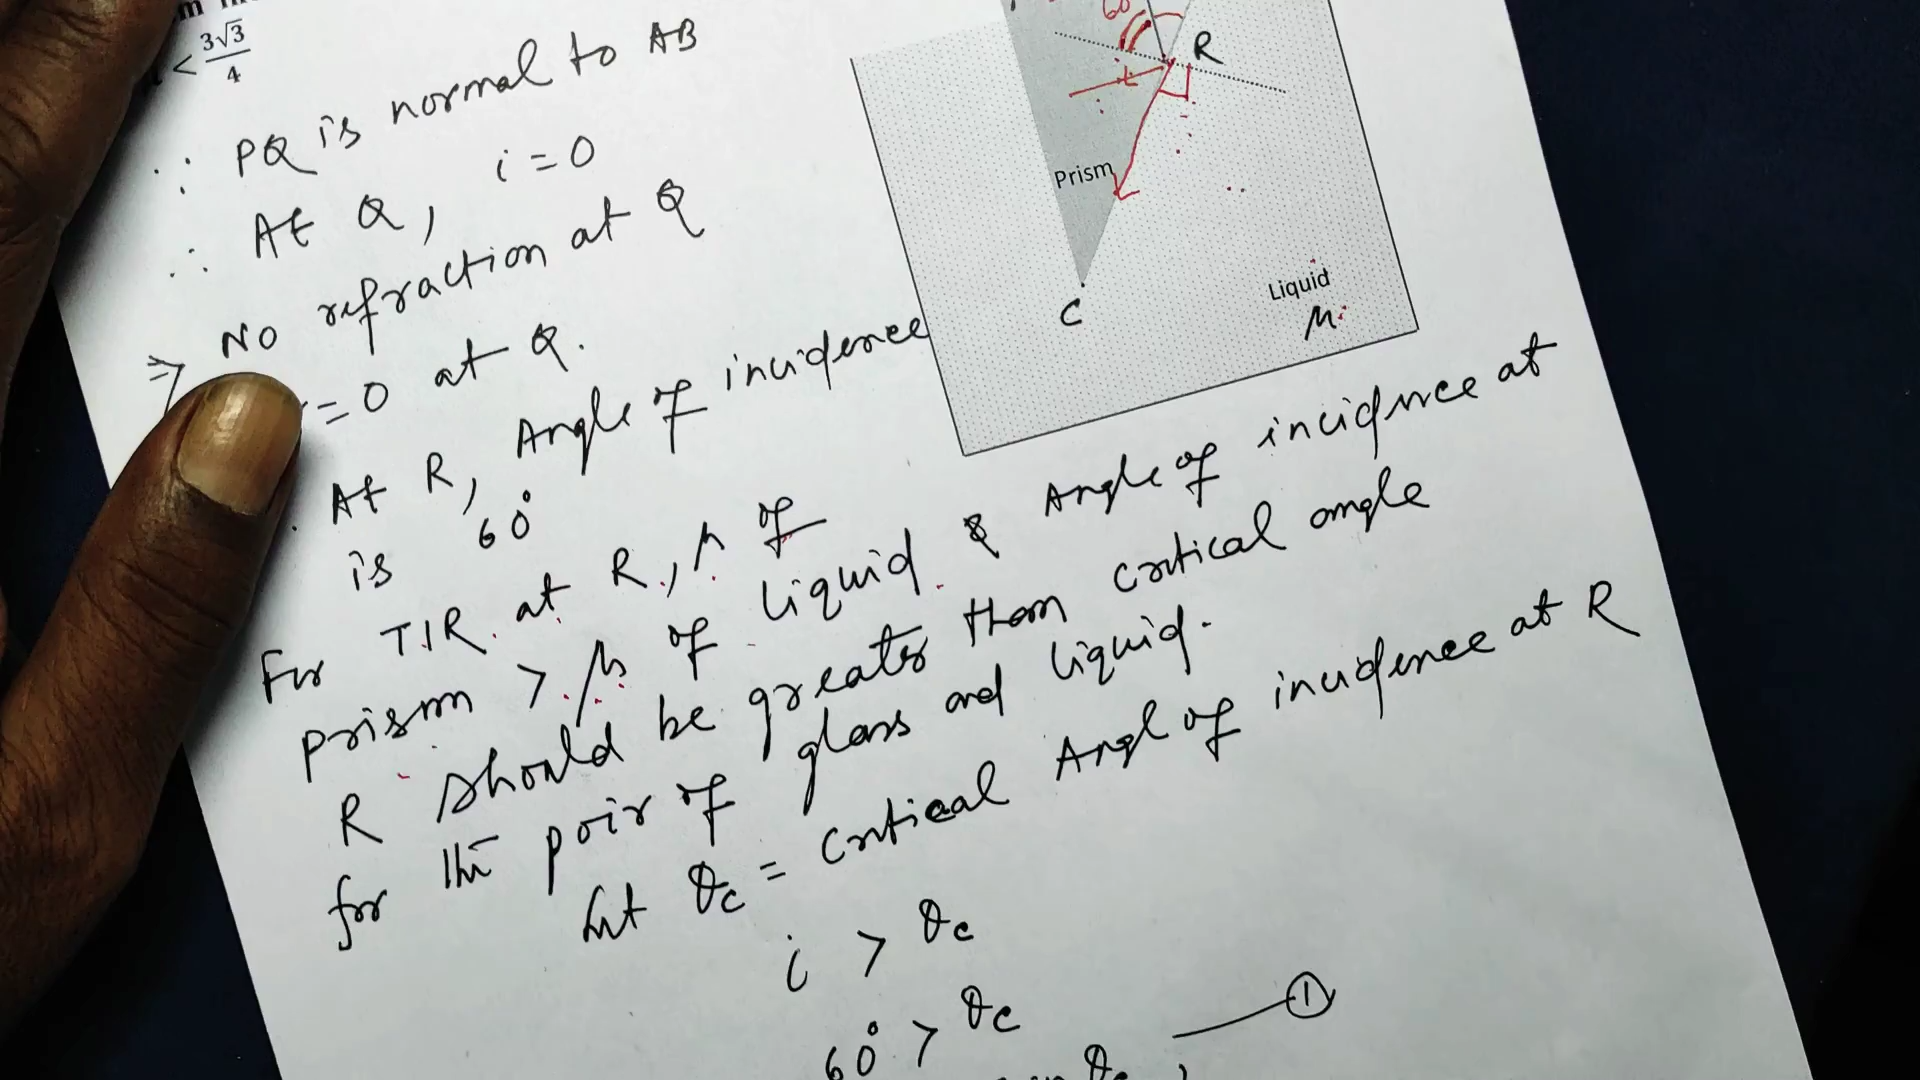 < 3√3/4
∵ PQ is normal to AB
∴ At Q, i = 0
⇒ No refraction at Q
= 0 at Q.
At R, Angle of incidence
is 60°
For T.I.R. at R, μ of
prism > μ of liquid & Angle of incidence at
R should be greater than critical angle
for the pair of glass and liquid.
Let θc = Critical Angl of incidence at R
i > θc
60° > θc ① 
60
R
Prism
C
Liquid
μ